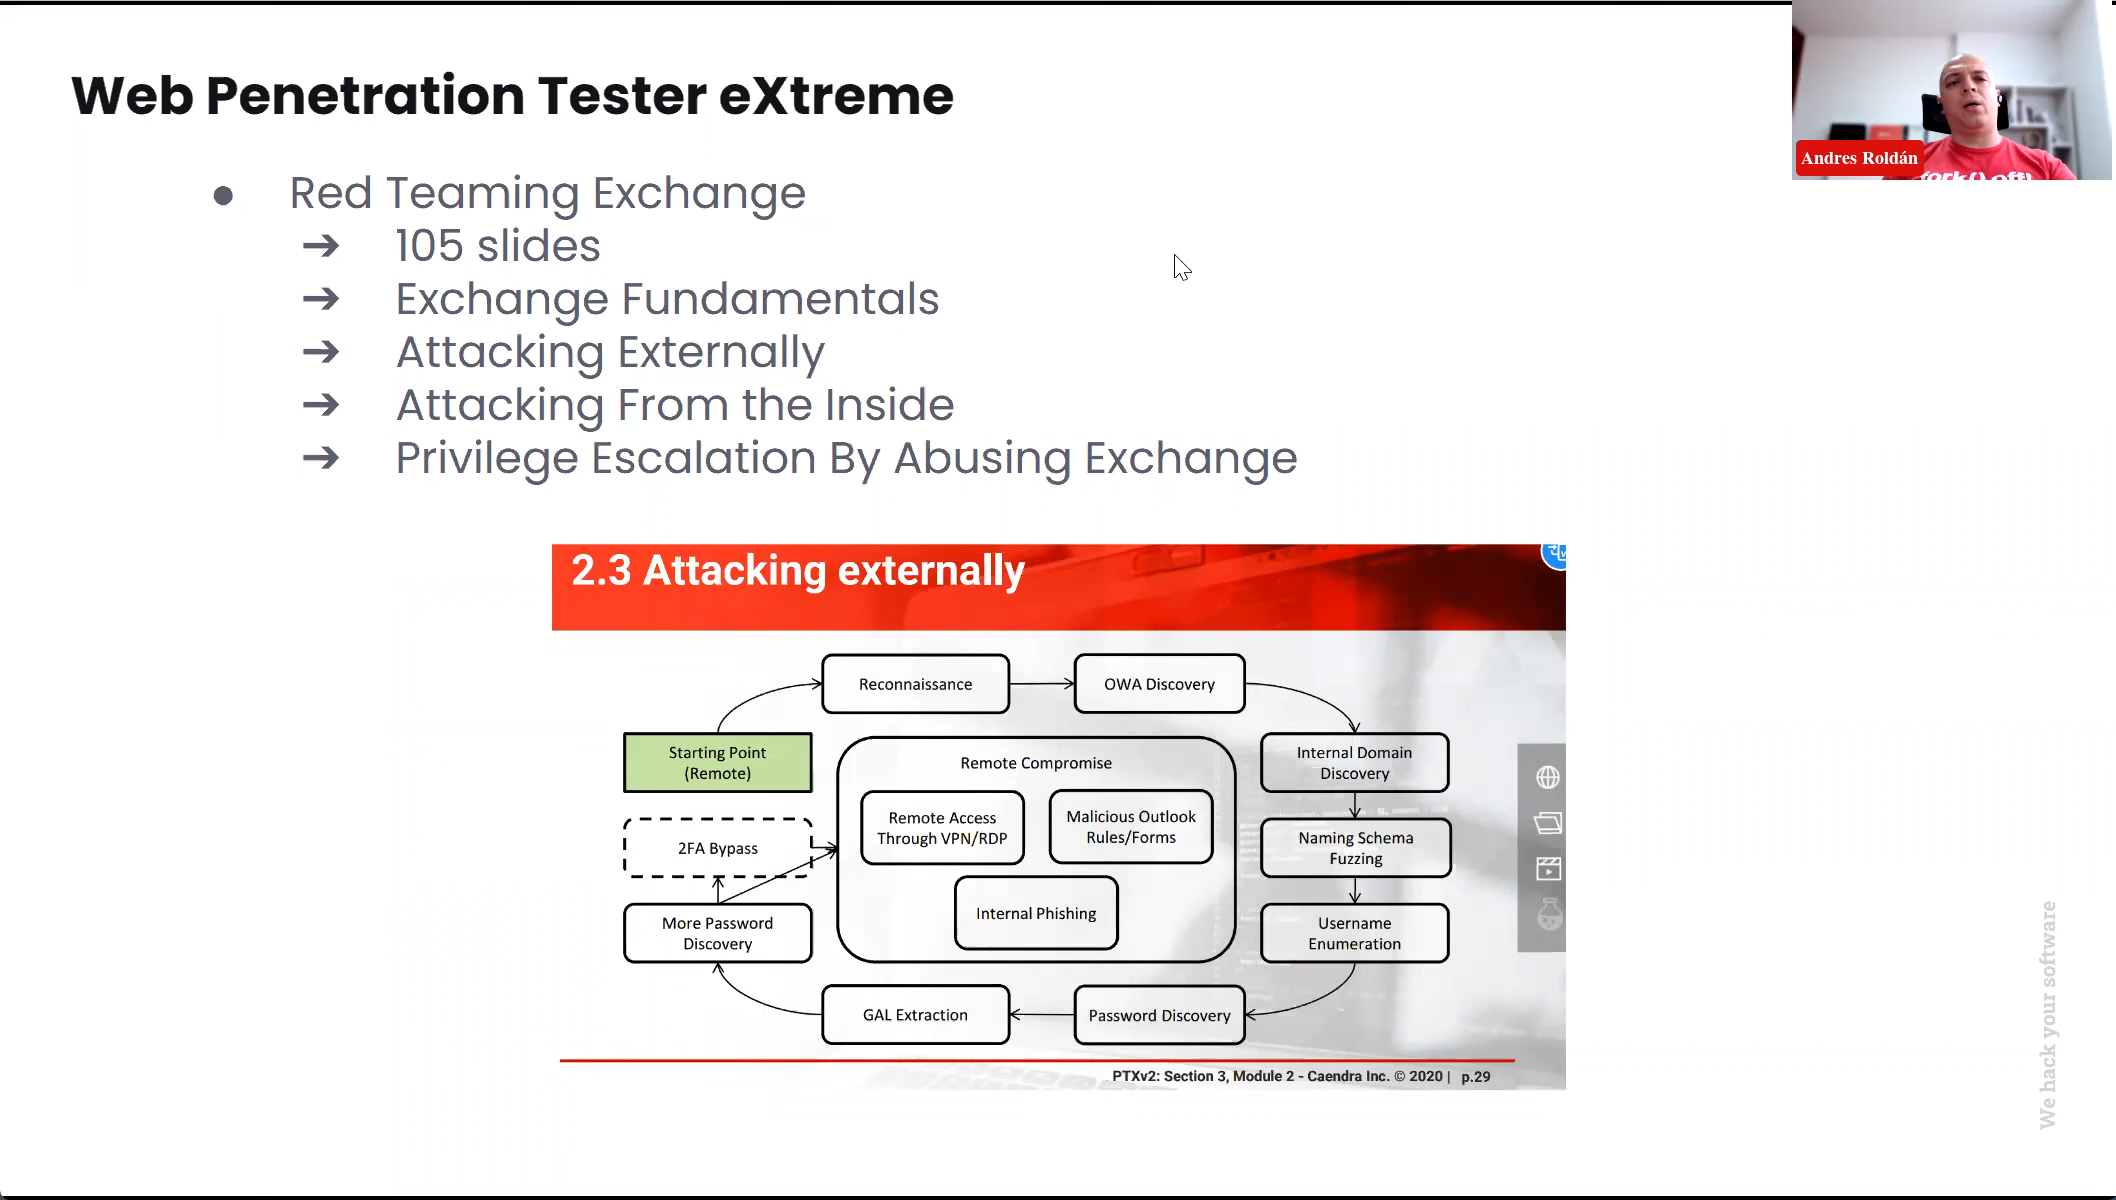 Web Penetration Tester eXtreme
Andres Roldán
● Red Teaming Exchange
➔ 105 slides
➔ Exchange Fundamentals
➔ Attacking Externally
➔ Attacking From the Inside
➔ Privilege Escalation By Abusing Exchange
2.3 Attacking externally
Reconnaissance
OWA Discovery
Starting Point
(Remote)
Remote Compromise
Internal Domain
Discovery
Remote Access
Through VPN/RDP
Malicious Outlook
Rules/Forms
2FA Bypass
Naming Schema
Fuzzing
Internal Phishing
More Password
Discovery
Username
Enumeration
GAL Extraction
Password Discovery
PTXv2: Section 3, Module 2 - Caendra Inc. © 2020 | p.29
We hack your software